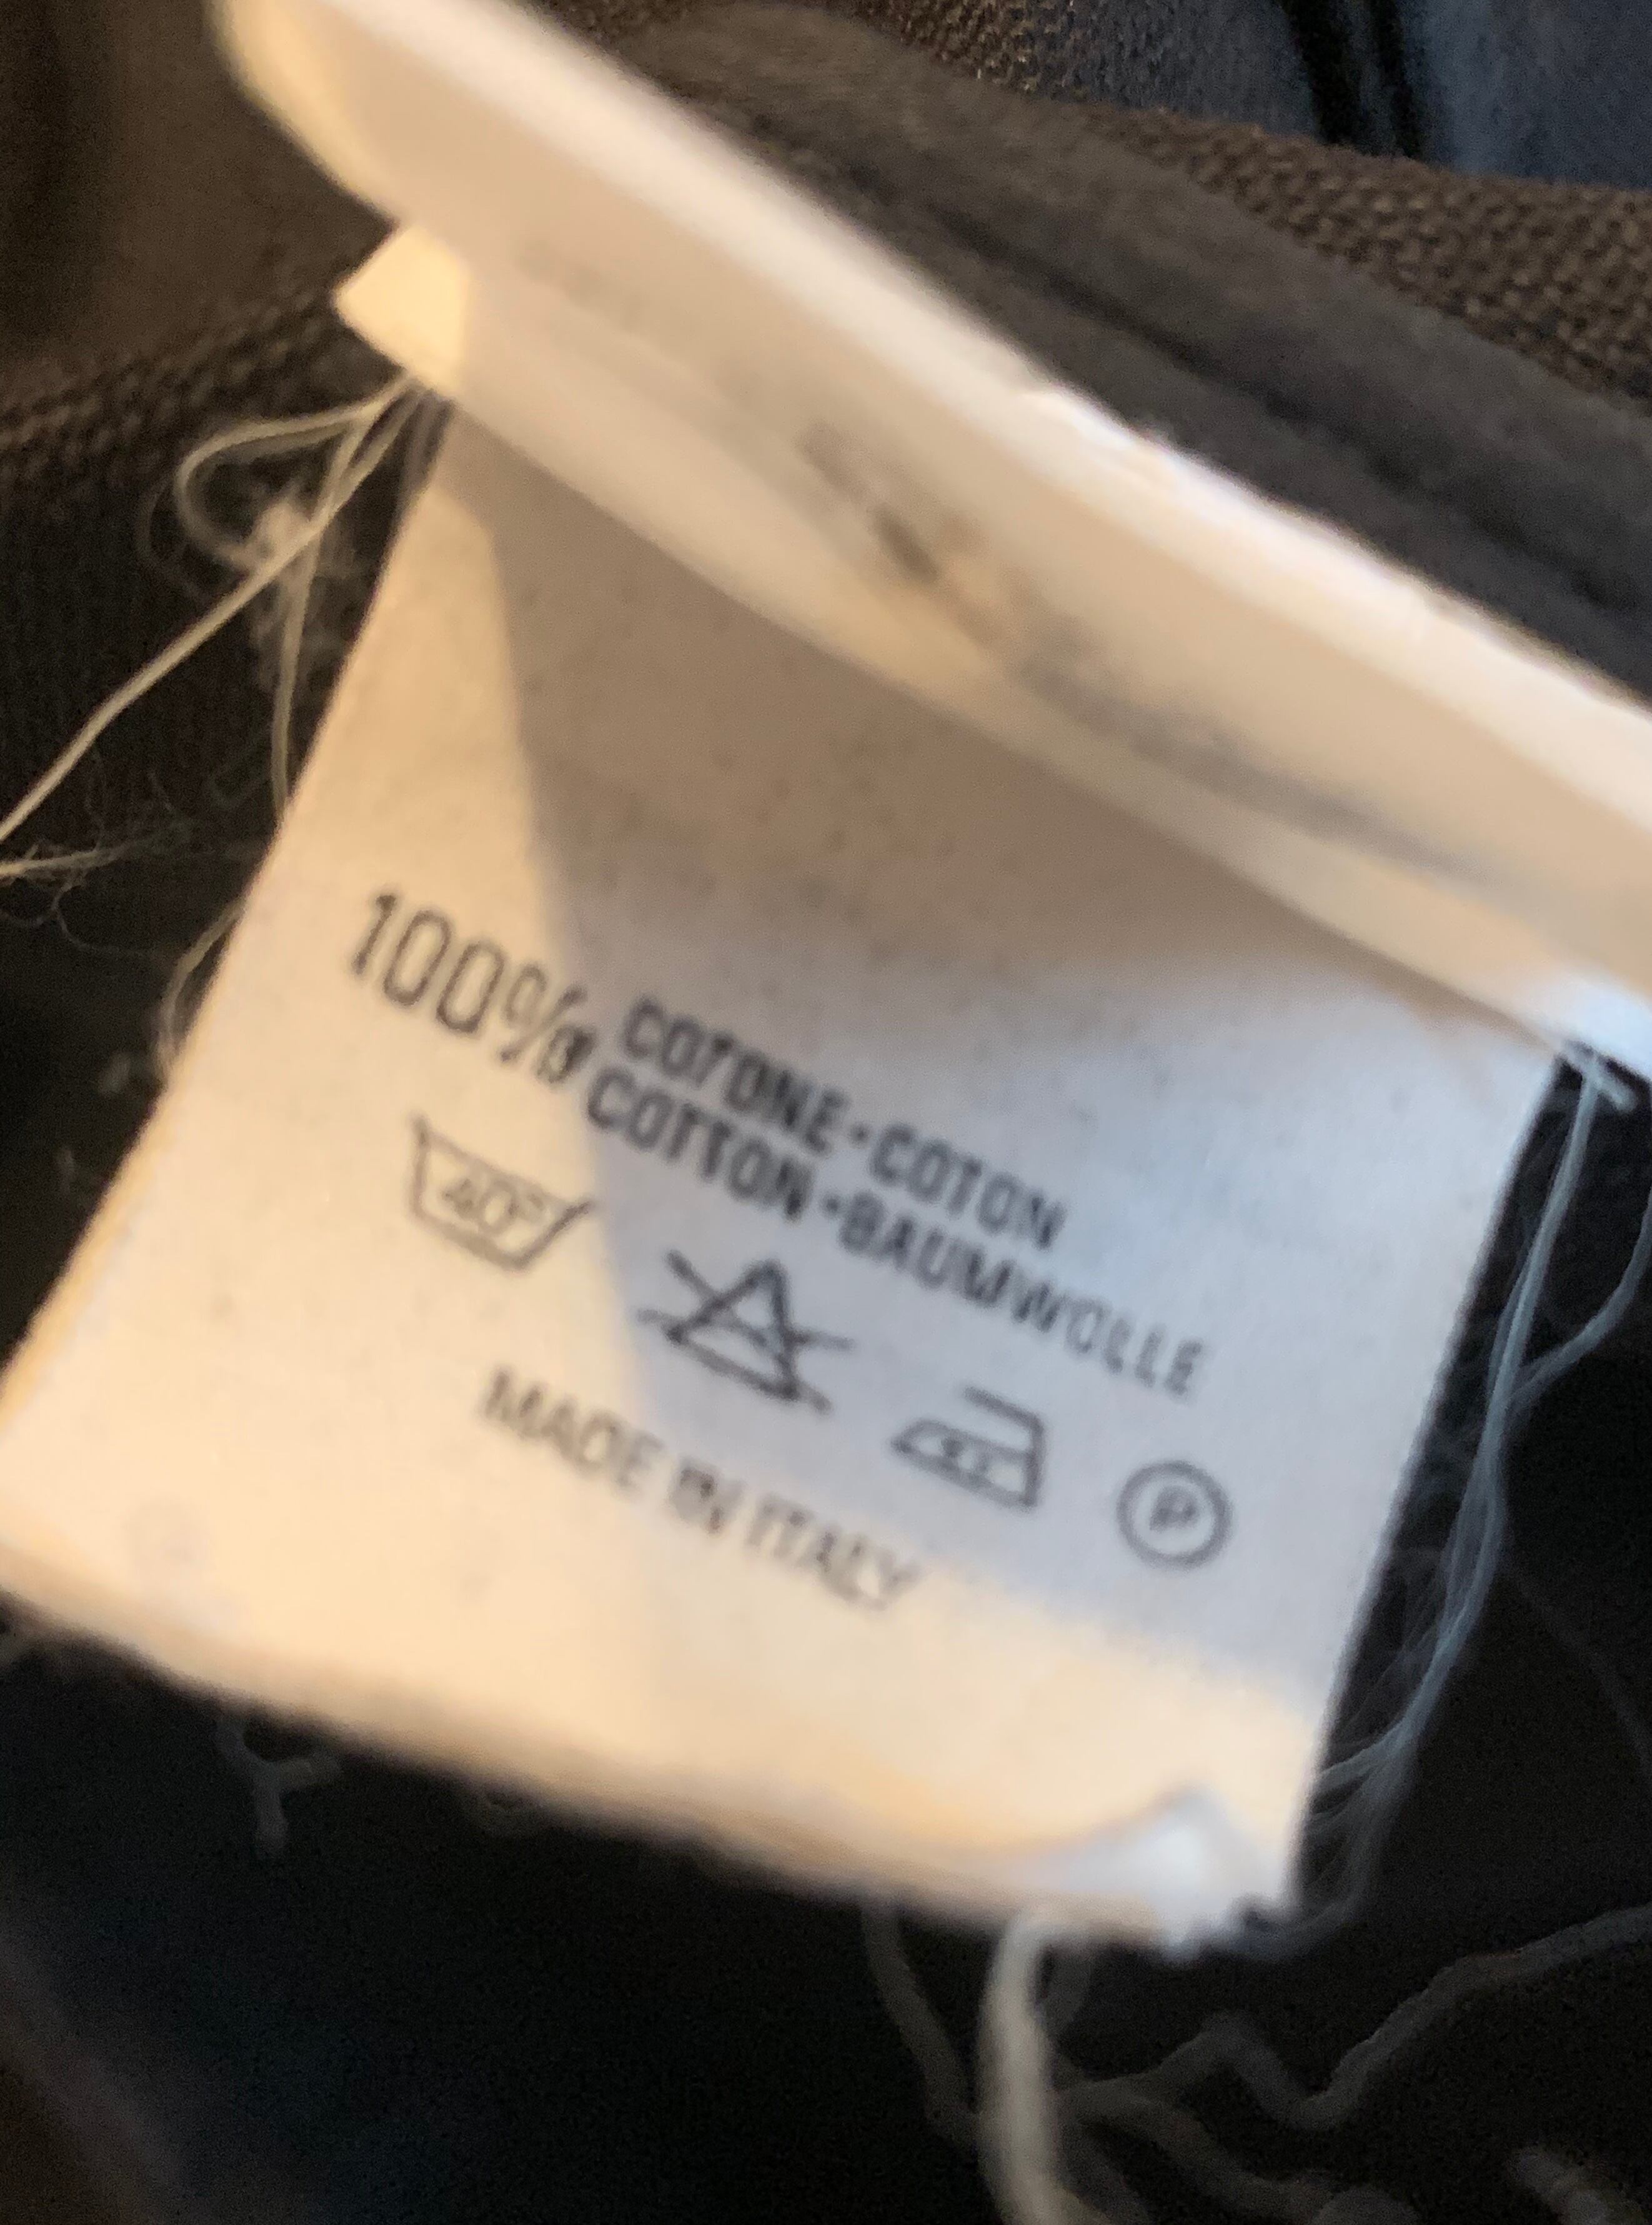 100% COTONE·COTON
COTTON·BAUMWOLLE
40°
P
MADE IN ITALY